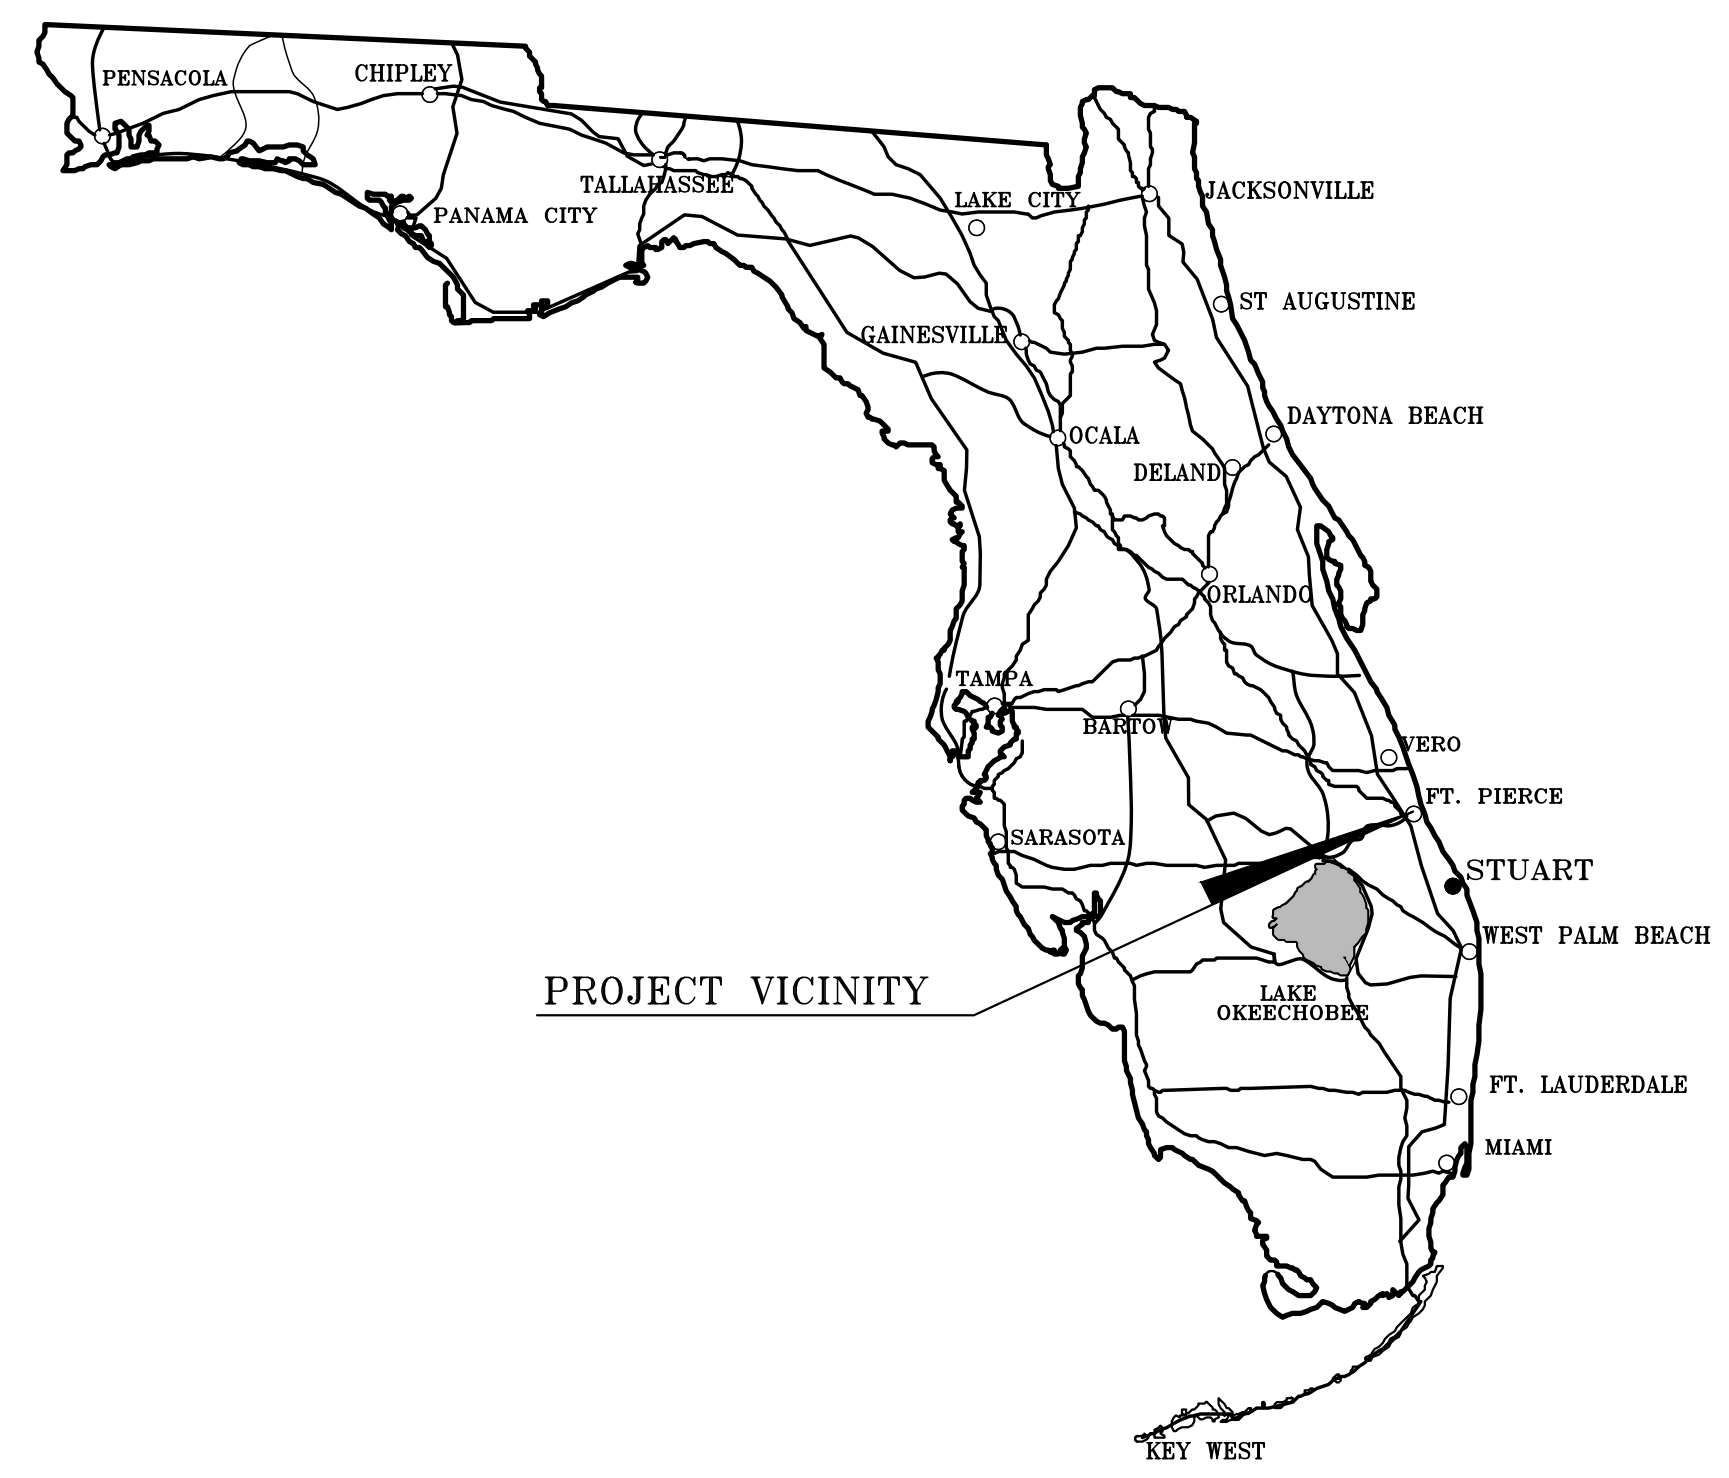 CHIPLEY
PENSACOLA
TALLAHASSEE
JACKSONVILLE
LAKE CITY
PANAMA CITY
ST AUGUSTINE
GAINESVILLE
DAYTONA BEACH
OCALA
DELAND
ORLANDO
TAMPA
BARTOW
VERO
FT. PIERCE
SARASOTA
STUART
WEST PALM BEACH
PROJECT VICINITY
LAKE
OKEECHOBEE
FT. LAUDERDALE
MIAMI
KEY WEST